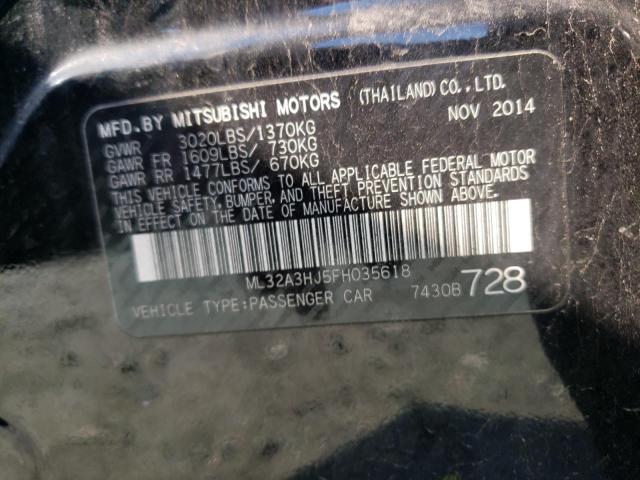 MFD.BY MITSUBISHI MOTORS (THAILAND) CO.,LTD.
NOV 2014
GVWR 3020LBS/1370KG
GAWR FR 1609LBS/ 730KG
GAWR RR 1477LBS/ 670KG
THIS VEHICLE CONFORMS TO ALL APPLICABLE FEDERAL MOTOR
VEHICLE SAFETY, BUMPER, AND THEFT PREVENTION STANDARDS
IN EFFECT ON THE DATE OF MANUFACTURE SHOWN ABOVE.
ML32A3HJ5FH035618
VEHICLE TYPE:PASSENGER CAR 7430B 728